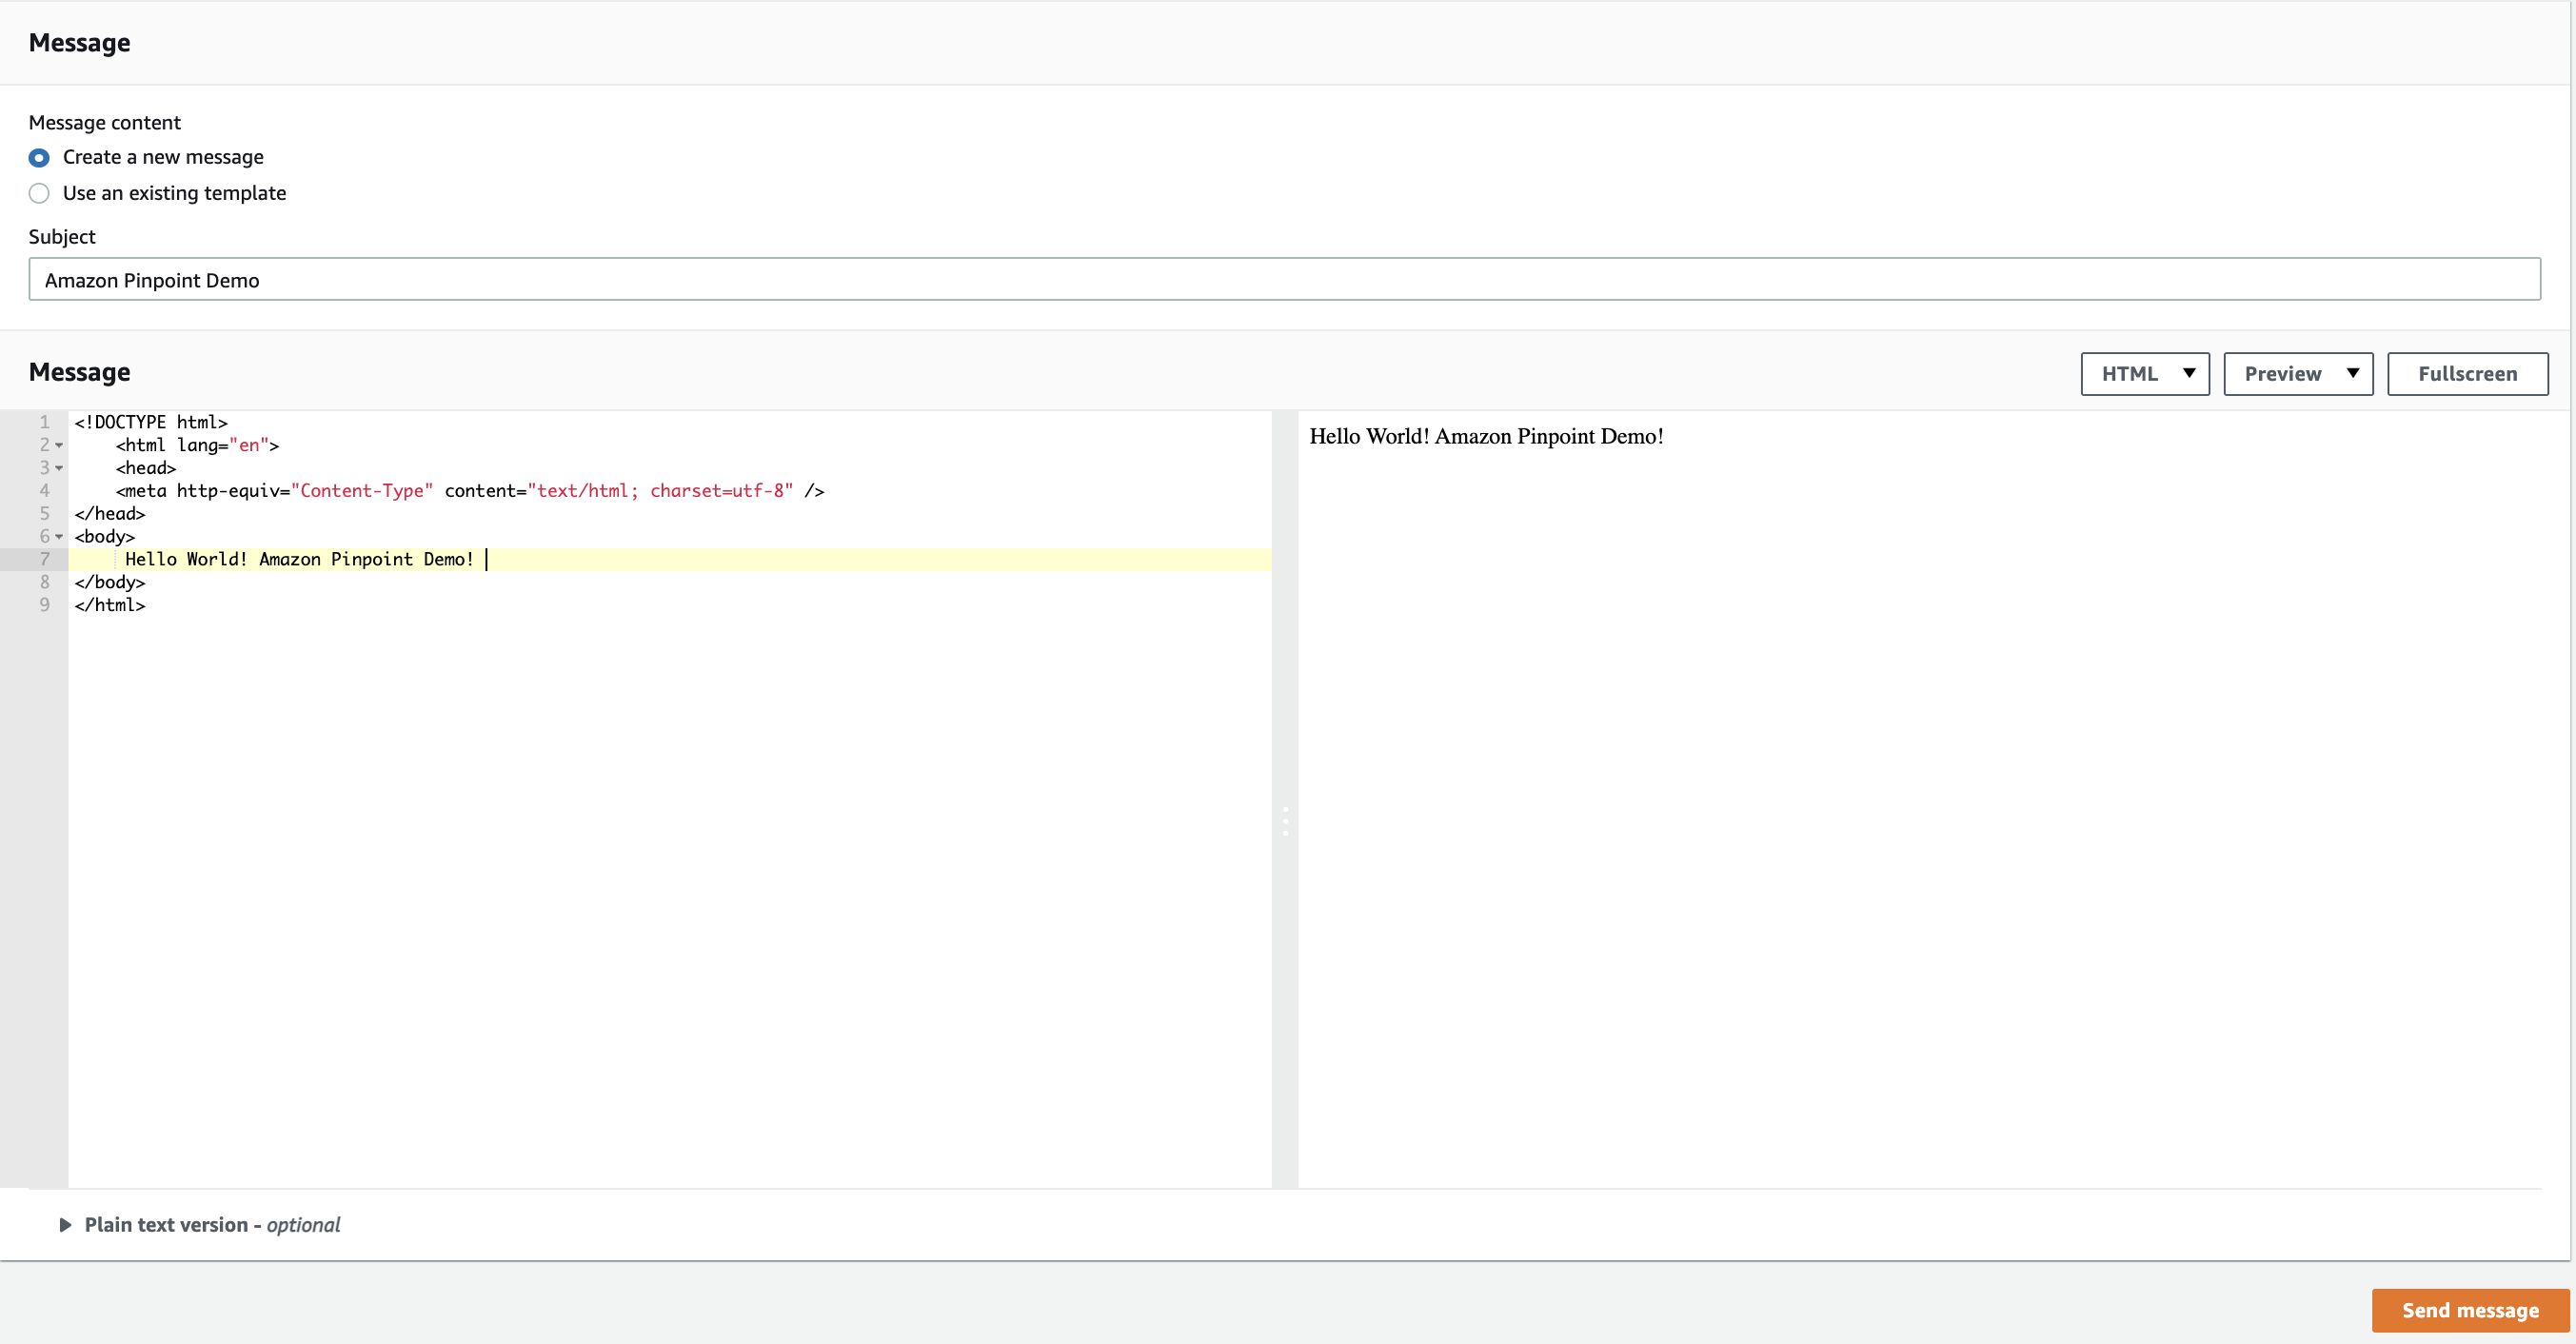 Message
Message content
Create a new message
Use an existing template
Subject
Amazon Pinpoint Demo
Message
HTML Preview Fullscreen
1 <!DOCTYPE html>
2 <html lang="en">
3 <head>
4 <meta http-equiv="Content-Type" content="text/html; charset=utf-8" />
5 </head>
6 <body>
7 Hello World! Amazon Pinpoint Demo!
8 </body>
9 </html>
Hello World! Amazon Pinpoint Demo!
Plain text version - optional
Send message